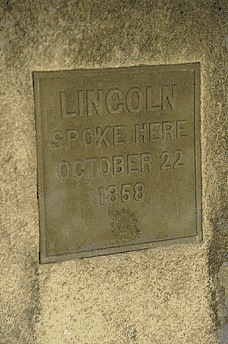 LINCOLN
SPOKE HERE
OCTOBER 22
1858